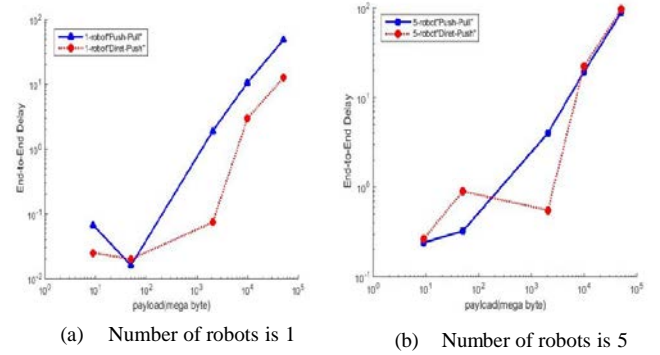 1-robot"Push-Pull"
1-robot"Diret-Push"
End-to-End Delay
10^2
10^1
10^0
10^-1
10^-2
10^0
10^1
10^2
10^3
10^4
10^5
payload(mega byte)
(a) Number of robots is 1
5-robot"Push-Pull"
5-robot"Diret-Push"
End-to-End Delay
10^2
10^1
10^0
10^-1
10^0
10^1
10^2
10^3
10^4
10^5
payload(mega byte)
(b) Number of robots is 5